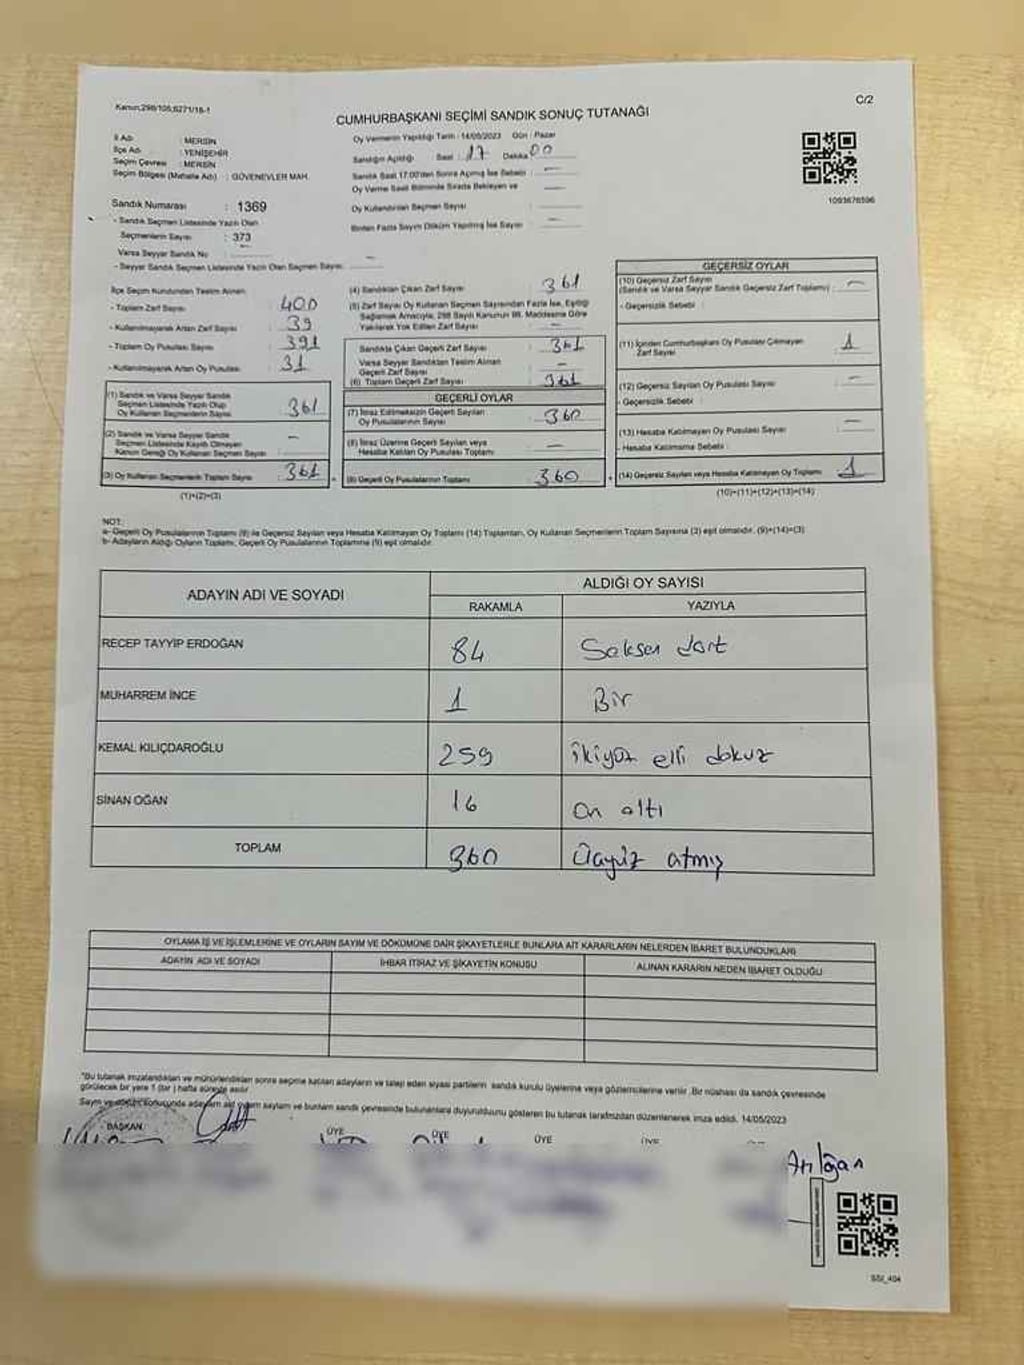 Kanun;298/105;6271/16-1
C/2
CUMHURBAŞKANI SEÇİMİ SANDIK SONUÇ TUTANAĞI
İl Adı : MERSİN
İlçe Adı : YENİŞEHİR
Seçim Çevresi : MERSİN
Seçim Bölgesi (Mahalle Adı) : GÜVENEVLER MAH.
Oy Vermenin Yapıldığı Tarih : 14/05/2023 Gün : Pazar
Sandığın Açıldığı Saat : 17 Dakika 00
Sandık Saat 17:00'den Sonra Açılmış İse Sebebi : —
Oy Verme Saati Bitiminde Sırada Bekleyen ve —
Oy Kullandırılan Seçmen Sayısı
Birden Fazla Sayım Döküm Yapılmış İse Sayısı : —
1093676596
Sandık Numarası : 1369
- Sandık Seçmen Listesinde Yazılı Olan
Seçmenlerin Sayısı : 373
Varsa Seyyar Sandık No : —
- Seyyar Sandık Seçmen Listesinde Yazılı Olan Seçmen Sayısı : —
İlçe Seçim Kurulundan Teslim Alınan
- Toplam Zarf Sayısı : 400
- Kullanılmayarak Artan Zarf Sayısı : 39
- Toplam Oy Pusulası Sayısı : 391
- Kullanılmayarak Artan Oy Pusulası : 31
(1) Sandık ve Varsa Seyyar Sandık
Seçmen Listesinde Yazılı Olup
Oy Kullanan Seçmenlerin Sayısı : 361
(2) Sandık ve Varsa Seyyar Sandık
Seçmen Listesinde Kayıtlı Olmayan
Kanun Gereği Oy Kullanan Seçmen Sayısı : —
(3) Oy Kullanan Seçmenlerin Toplam Sayısı : 361
(1)+(2)=(3)
(4) Sandıktan Çıkan Zarf Sayısı : 361
(5) Zarf Sayısı Oy Kullanan Seçmen Sayısından Fazla İse, Eşitliği
Sağlamak Amacıyla, 298 Sayılı Kanunun 98. Maddesine Göre
Yakılarak Yok Edilen Zarf Sayısı : —
Sandıkta Çıkan Geçerli Zarf Sayısı : 361
Varsa Seyyar Sandıktan Teslim Alınan
Geçerli Zarf Sayısı : —
(6) Toplam Geçerli Zarf Sayısı : 361
GEÇERLİ OYLAR
(7) İtiraz Edilmeksizin Geçerli Sayılan
Oy Pusulalarının Sayısı : 360
(8) İtiraz Üzerine Geçerli Sayılan veya
Hesaba Katılan Oy Pusulası Toplamı : —
(9) Geçerli Oy Pusulalarının Toplamı : 360
GEÇERSİZ OYLAR
(10) Geçersiz Zarf Sayısı
(Sandık ve Varsa Seyyar Sandık Geçersiz Zarf Toplamı) : —
- Geçersizlik Sebebi :
(11) İçinden Cumhurbaşkanı Oy Pusulası Çıkmayan
Zarf Sayısı : 1
(12) Geçersiz Sayılan Oy Pusulası Sayısı : —
- Geçersizlik Sebebi :
(13) Hesaba Katılmayan Oy Pusulası Sayısı : —
- Hesaba Katılmama Sebebi :
(14) Geçersiz Sayılan veya Hesaba Katılmayan Oy Toplamı : 1
(10)+(11)+(12)+(13)=(14)
NOT:
a- Geçerli Oy Pusulalarının Toplamı (9) ile Geçersiz Sayılan veya Hesaba Katılmayan Oy Toplamı (14) Toplamları, Oy Kullanan Seçmenlerin Toplam Sayısına (3) eşit olmalıdır. (9)+(14)=(3)
b- Adayların Aldığı Oyların Toplamı, Geçerli Oy Pusulalarının Toplamına (9) eşit olmalıdır.
ADAYIN ADI VE SOYADI
ALDIĞI OY SAYISI
RAKAMLA YAZIYLA
RECEP TAYYİP ERDOĞAN 84 Seksen dört
MUHARREM İNCE 1 Bir
KEMAL KILIÇDAROĞLU 259 ikiyüz elli dokuz
SİNAN OĞAN 16 on altı
TOPLAM 360 Üçyüz atmış
OYLAMA İŞ VE İŞLEMLERİNE VE OYLARIN SAYIM VE DÖKÜMÜNE DAİR ŞİKAYETLERLE BUNLARA AİT KARARLARIN NELERDEN İBARET BULUNDUKLARI
ADAYIN ADI VE SOYADI İHBAR İTİRAZ VE ŞİKAYETİN KONUSU ALINAN KARARIN NEDEN İBARET OLDUĞU
"Bu tutanak imzalandıktan ve mühürlendikten sonra seçime katılan adayların ve talep eden siyasi partilerin sandık kurulu üyelerine veya gözlemcilerine verilir. Bir nüshası da sandık çevresinde
görülecek bir yere 1 (bir) hafta süreyle asılır.
Sayım ve döküm sonucunda adayların aldığı oyların sayılarını ve bunların sandık çevresinde bulunanlara duyurulduğunu gösteren bu tutanak tarafımızdan düzenlenerek imza edildi. 14/05/2023
BAŞKAN ÜYE ÜYE ÜYE ÜYE ÜYE
SSI_404